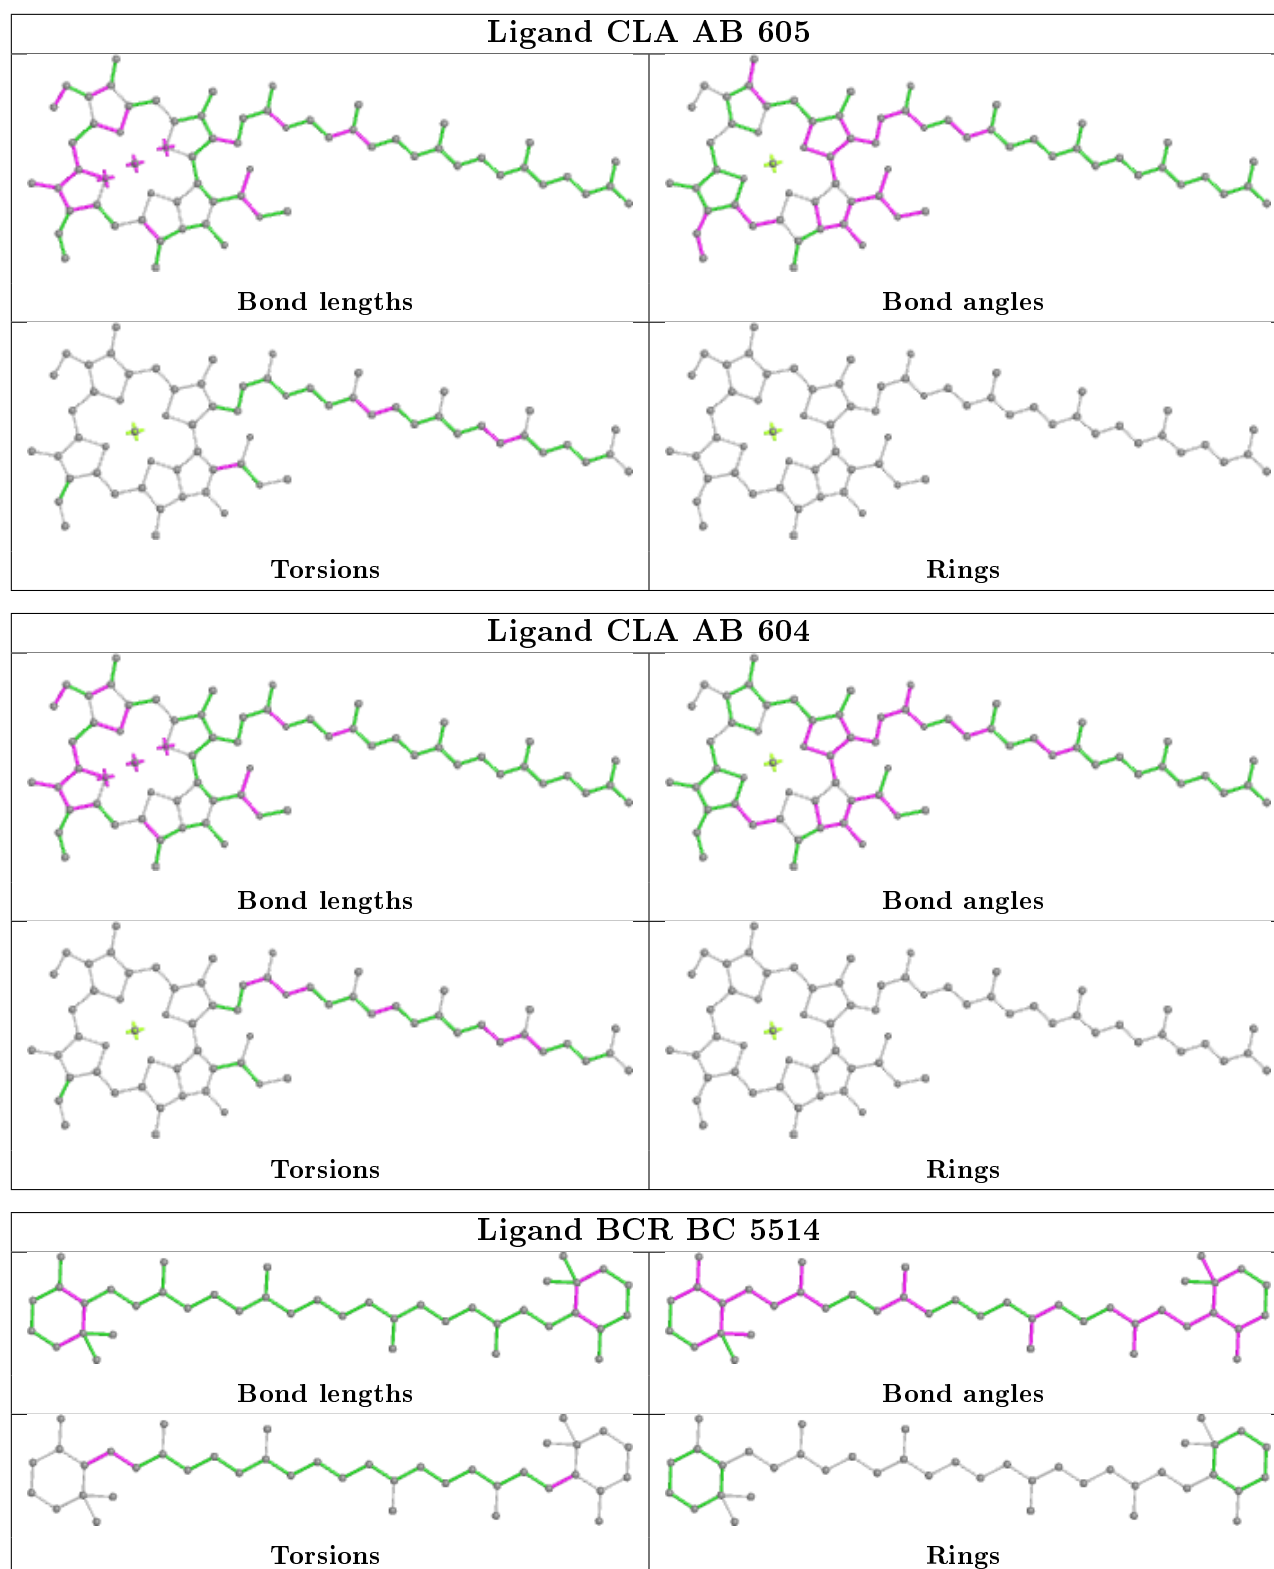 Ligand CLA AB 605
Bond lengths
Bond angles
Torsions
Rings
Ligand CLA AB 604
Bond lengths
Bond angles
Torsions
Rings
Ligand BCR BC 5514
Bond lengths
Bond angles
Torsions
Rings